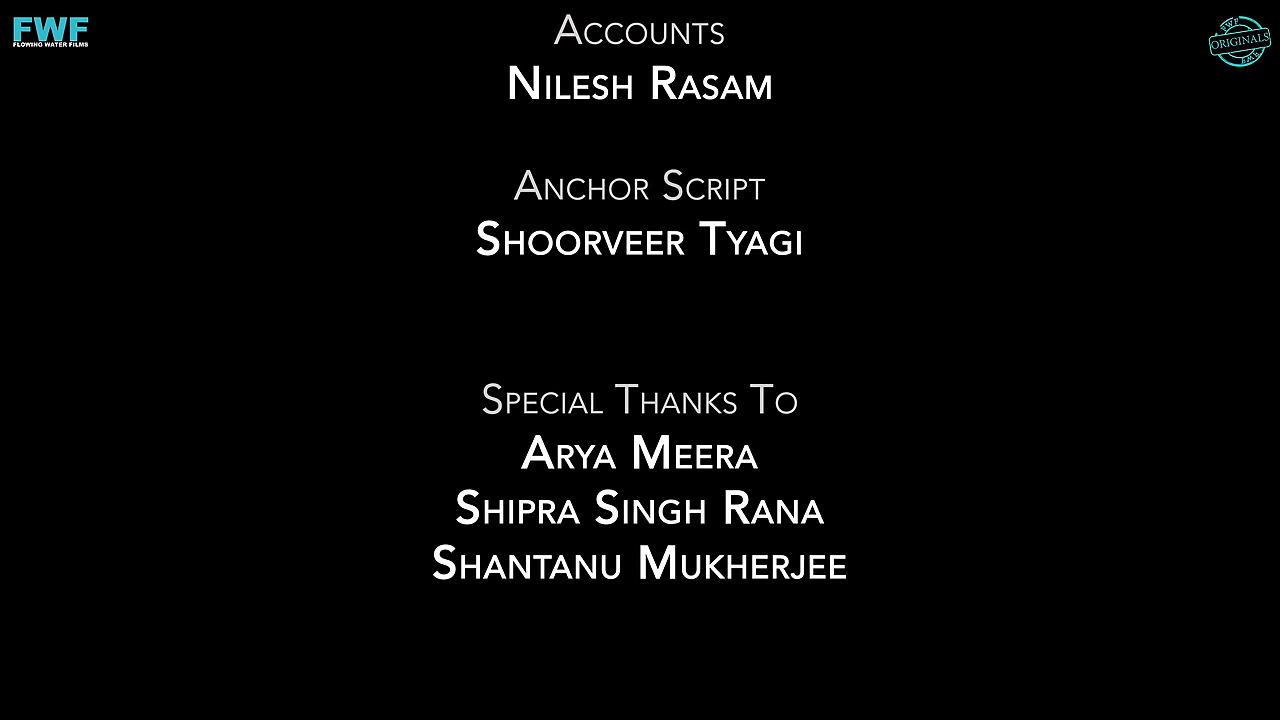 FWF
FLOWING WATER FILMS
FWF
ORIGINALS
Accounts
Nilesh Rasam
Anchor Script
Shoorveer Tyagi
Special Thanks To
Arya Meera
Shipra Singh Rana
Shantanu Mukherjee